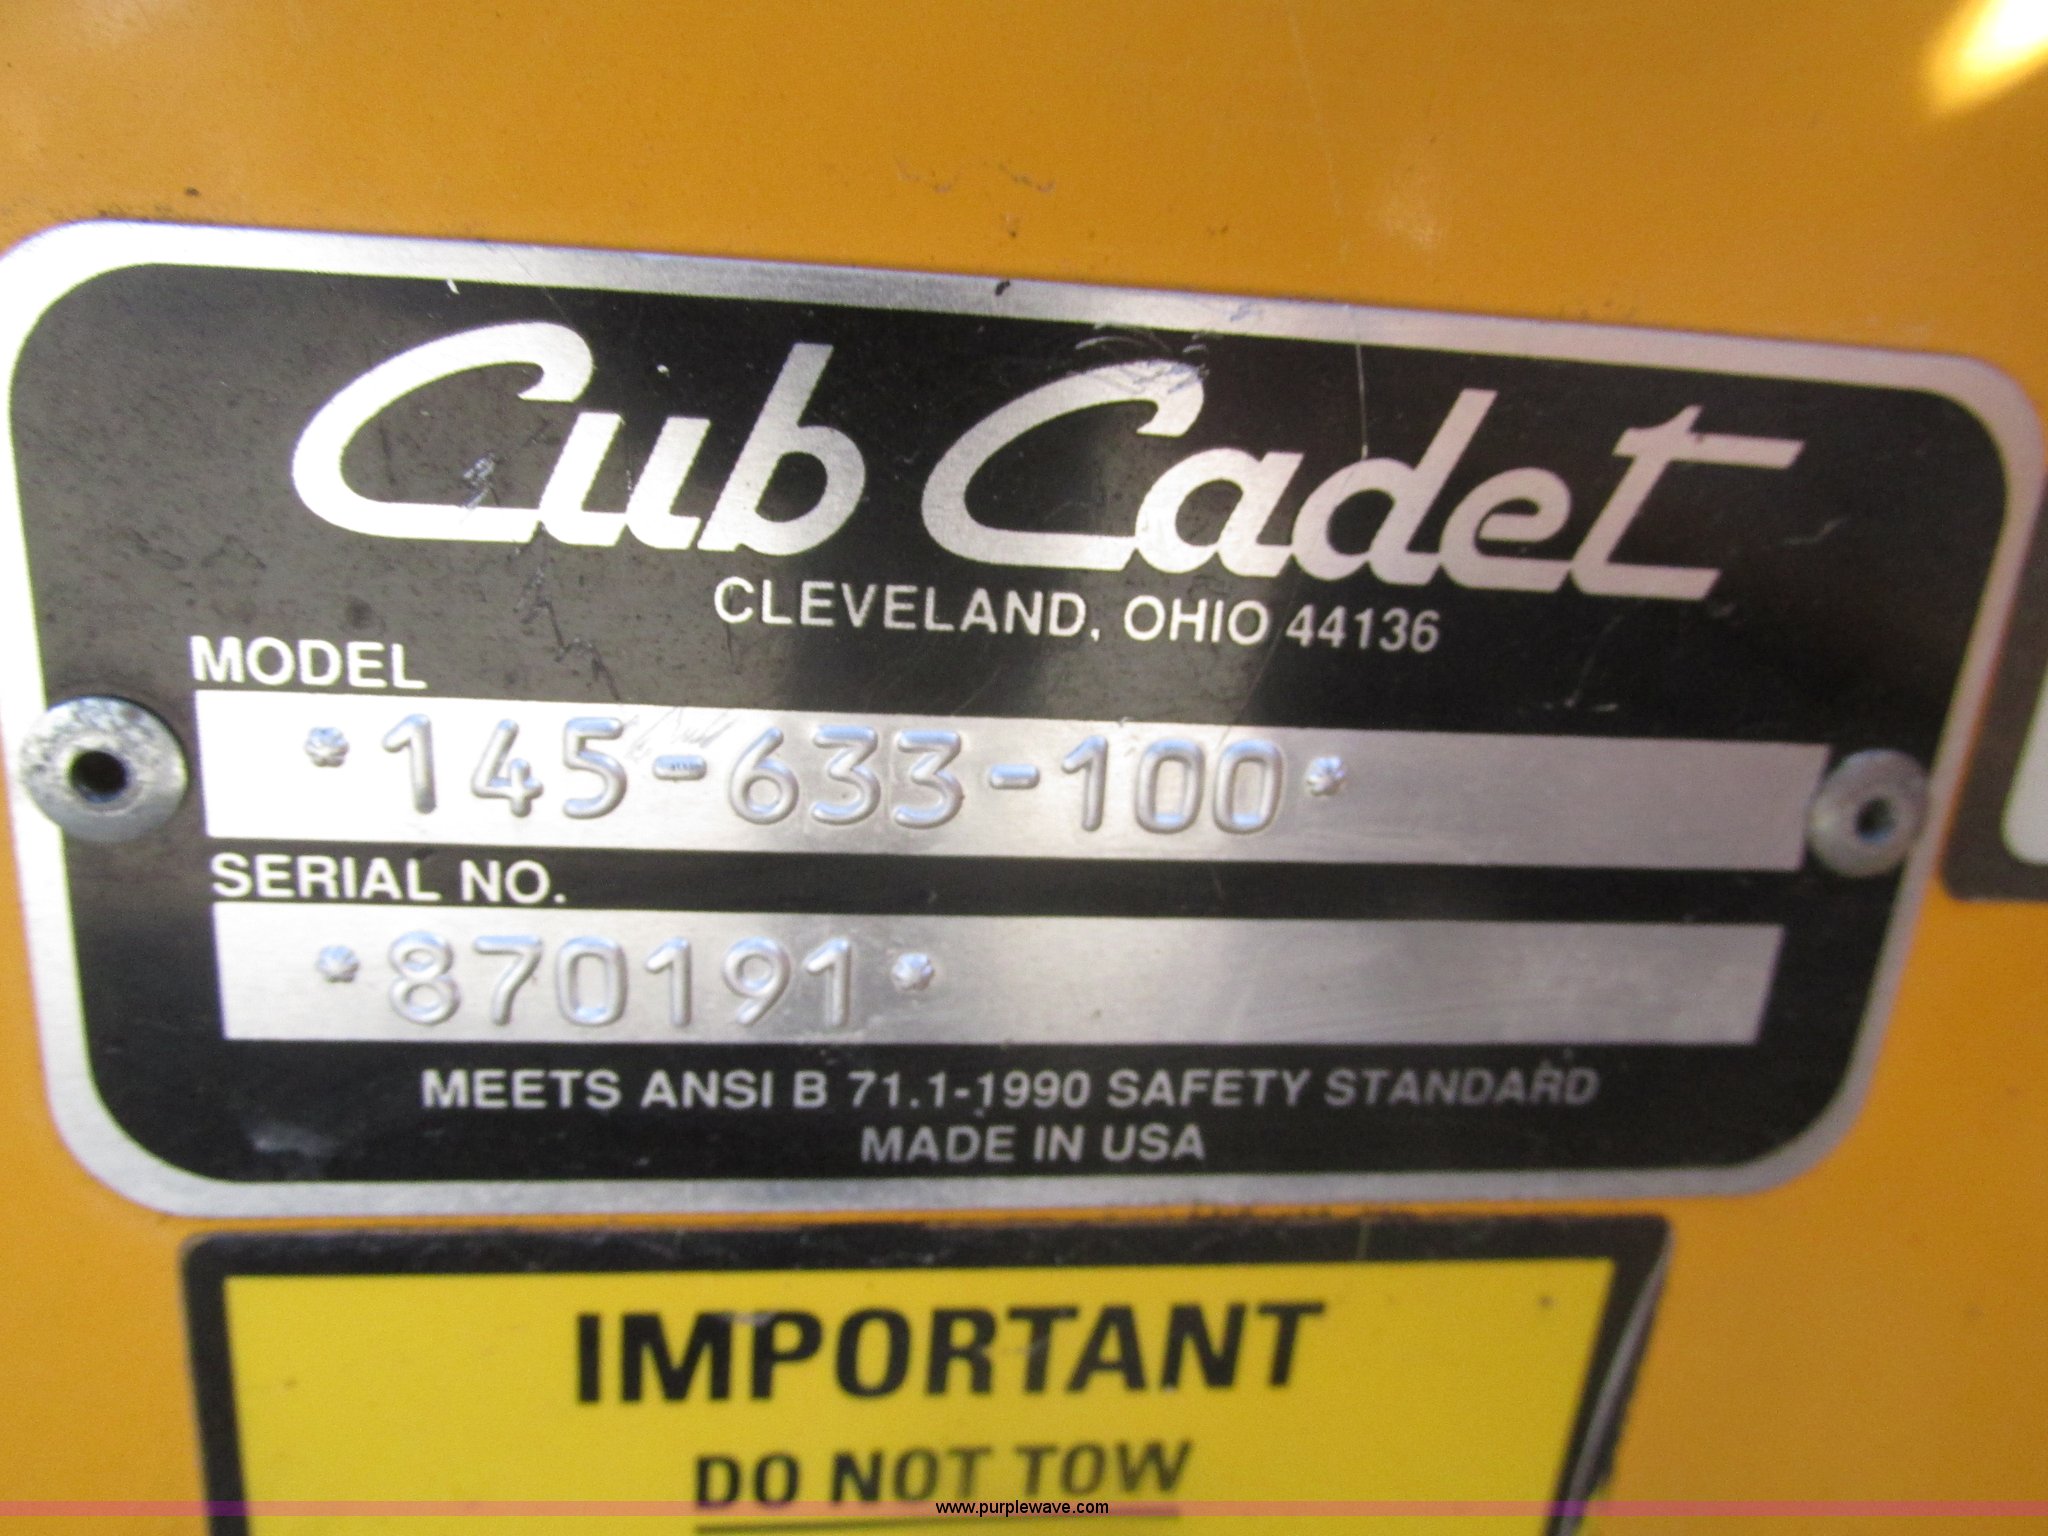 Cub Cadet
CLEVELAND, OHIO 44136
MODEL
*145-633-100*
SERIAL NO.
*870191*
MEETS ANSI B 71.1-1990 SAFETY STANDARD
MADE IN USA
IMPORTANT
DO NOT TOW
www.purplewave.com